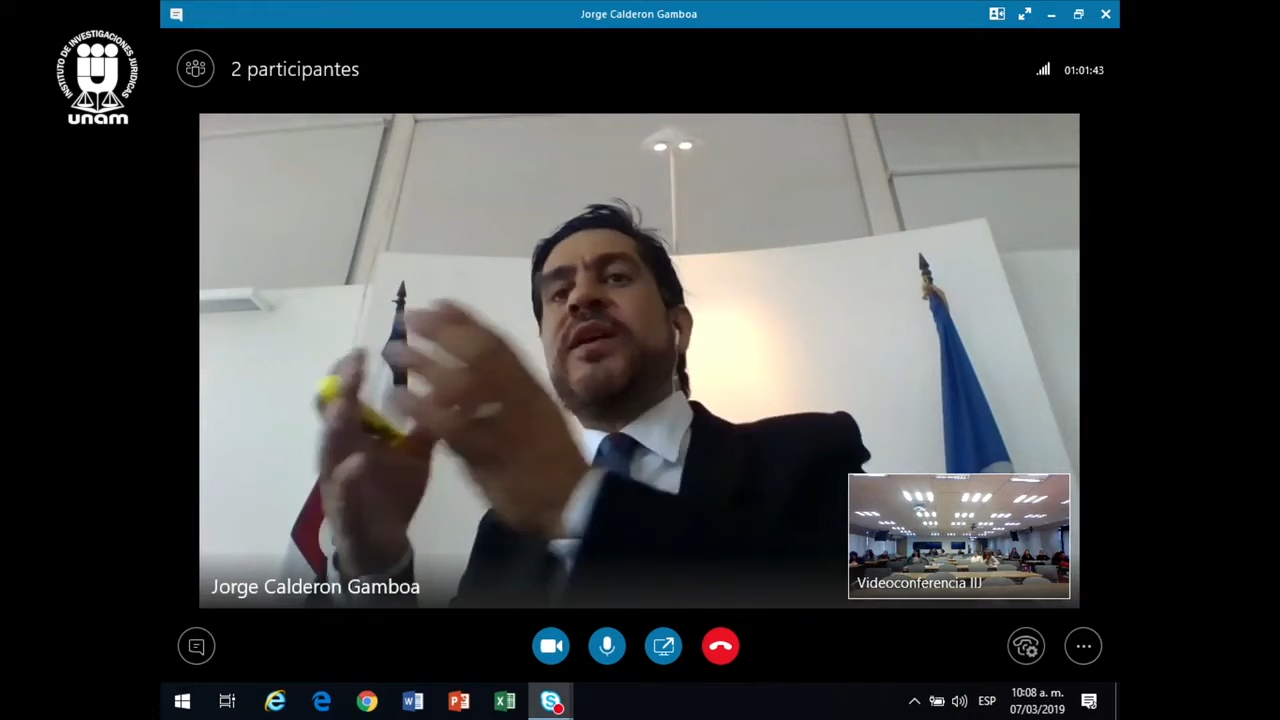 Jorge Calderon Gamboa
INSTITUTO DE INVESTIGACIONES JURIDICAS
unam
2 participantes
01:01:43
Jorge Calderon Gamboa
Videoconferencia IIJ
ESP
10:08 a. m.
07/03/2019